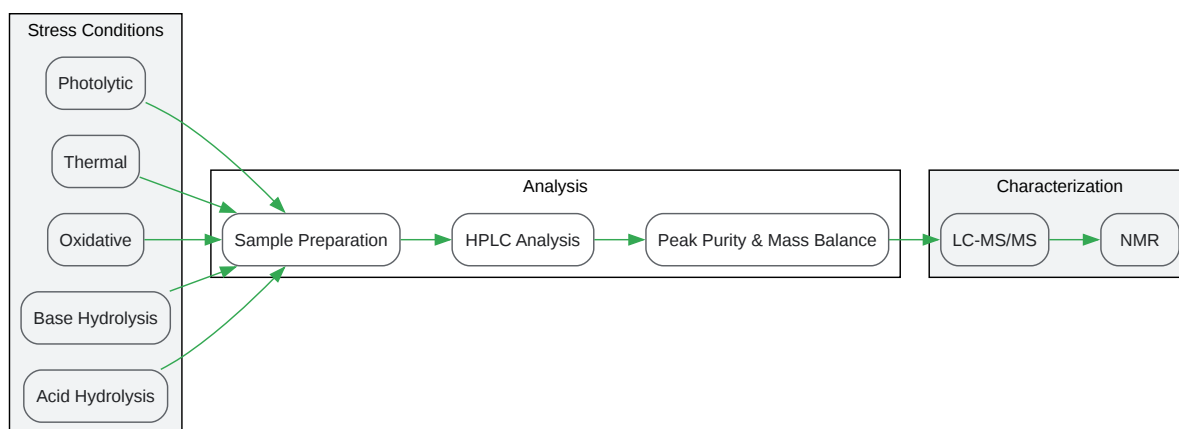 Stress Conditions
Photolytic
Thermal
Oxidative
Base Hydrolysis
Acid Hydrolysis
Analysis
Sample Preparation
HPLC Analysis
Peak Purity & Mass Balance
Characterization
LC-MS/MS
NMR